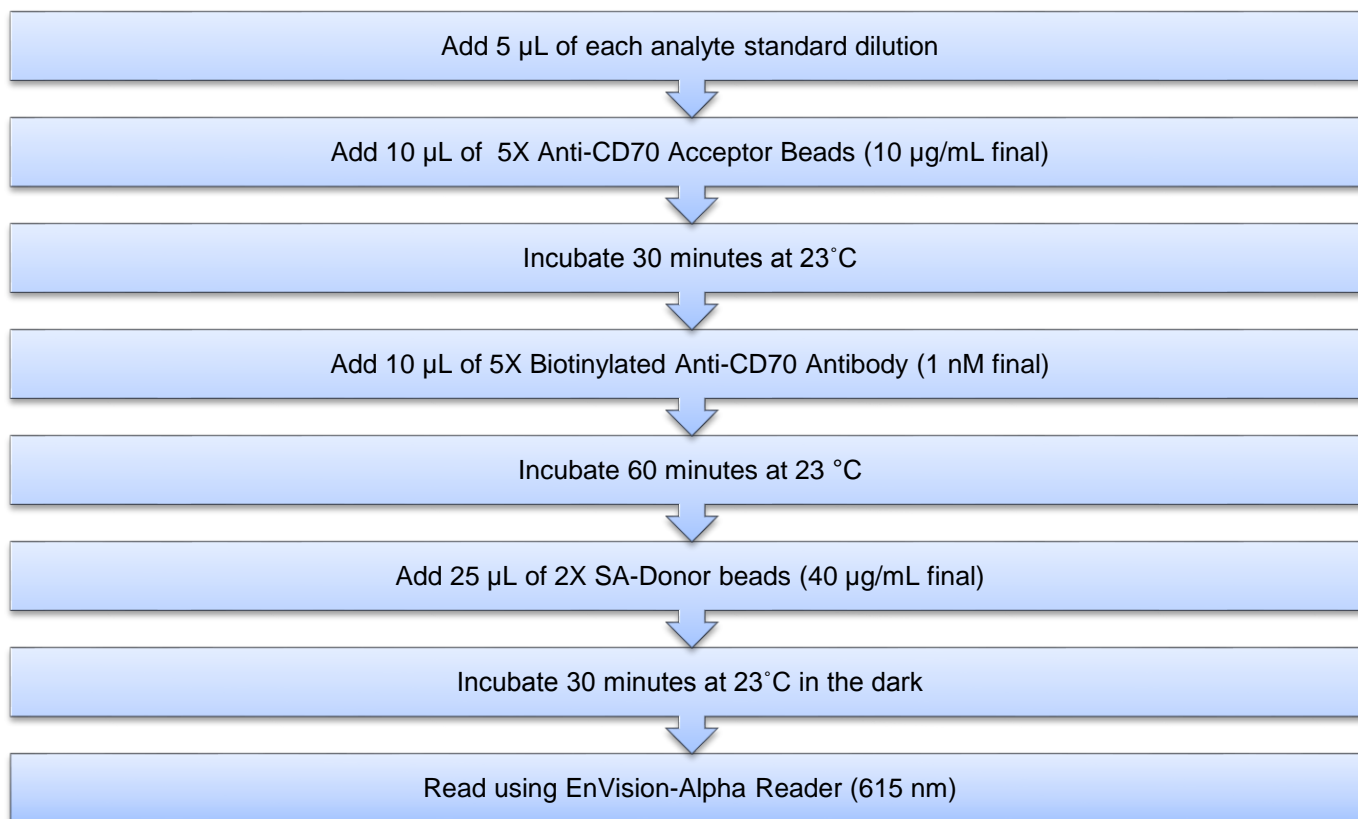 Add 5 µL of each analyte standard dilution
Add 10 µL of 5X Anti-CD70 Acceptor Beads (10 µg/mL final)
Incubate 30 minutes at 23˚C
Add 10 µL of 5X Biotinylated Anti-CD70 Antibody (1 nM final)
Incubate 60 minutes at 23 °C
Add 25 µL of 2X SA-Donor beads (40 µg/mL final)
Incubate 30 minutes at 23˚C in the dark
Read using EnVision-Alpha Reader (615 nm)